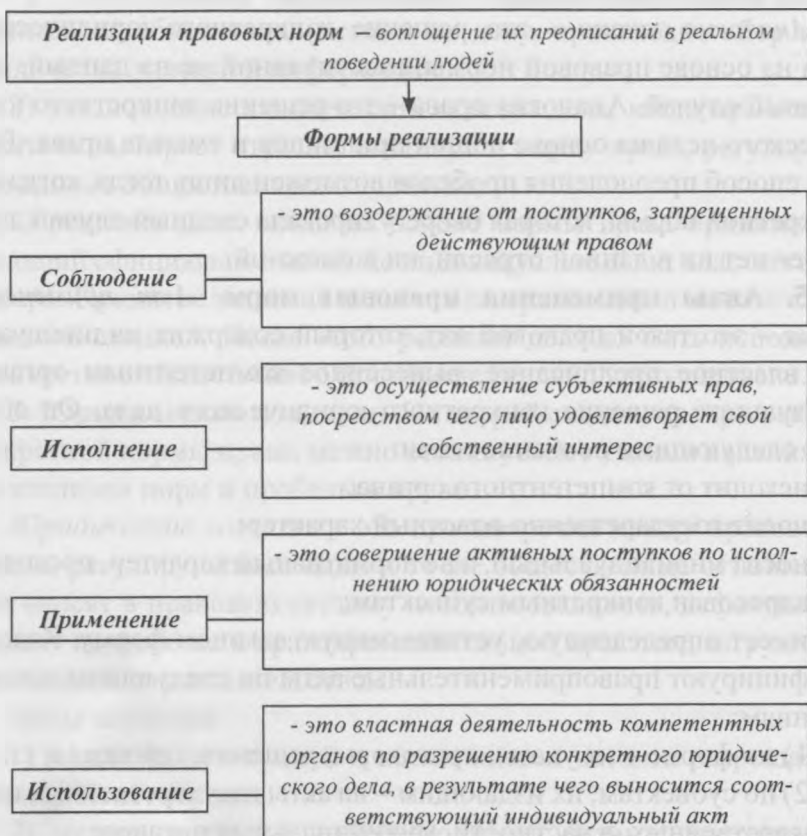 Реализация правовых норм – воплощение их предписаний в реальном
поведении людей
Формы реализации
Соблюдение
- это воздержание от поступков, запрещенных
действующим правом
Исполнение
- это осуществление субъективных прав,
посредством чего лицо удовлетворяет свой
собственный интерес
Применение
- это совершение активных поступков по испол-
нению юридических обязанностей
Использование
- это властная деятельность компетентных
органов по разрешению конкретного юридиче-
ского дела, в результате чего выносится соот-
ветствующий индивидуальный акт